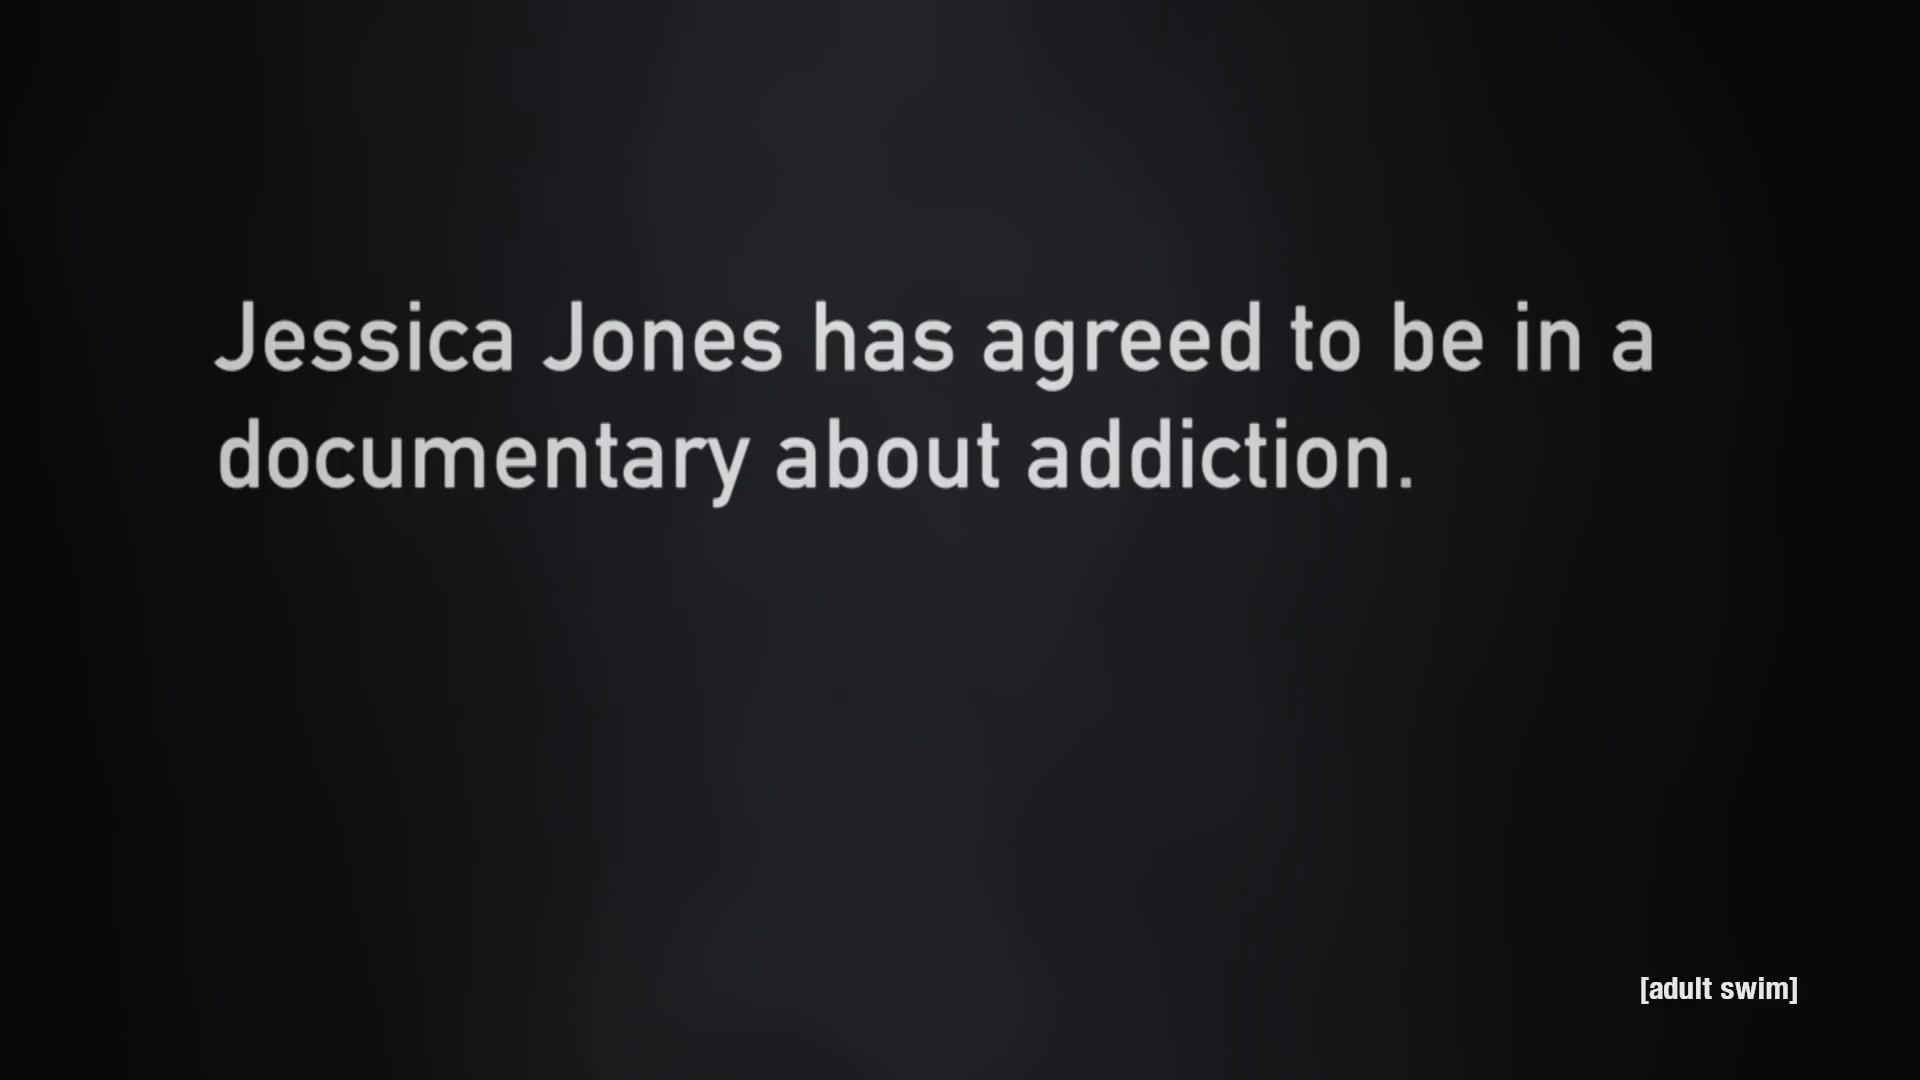 Jessica Jones has agreed to be in a
documentary about addiction.
[adult swim]